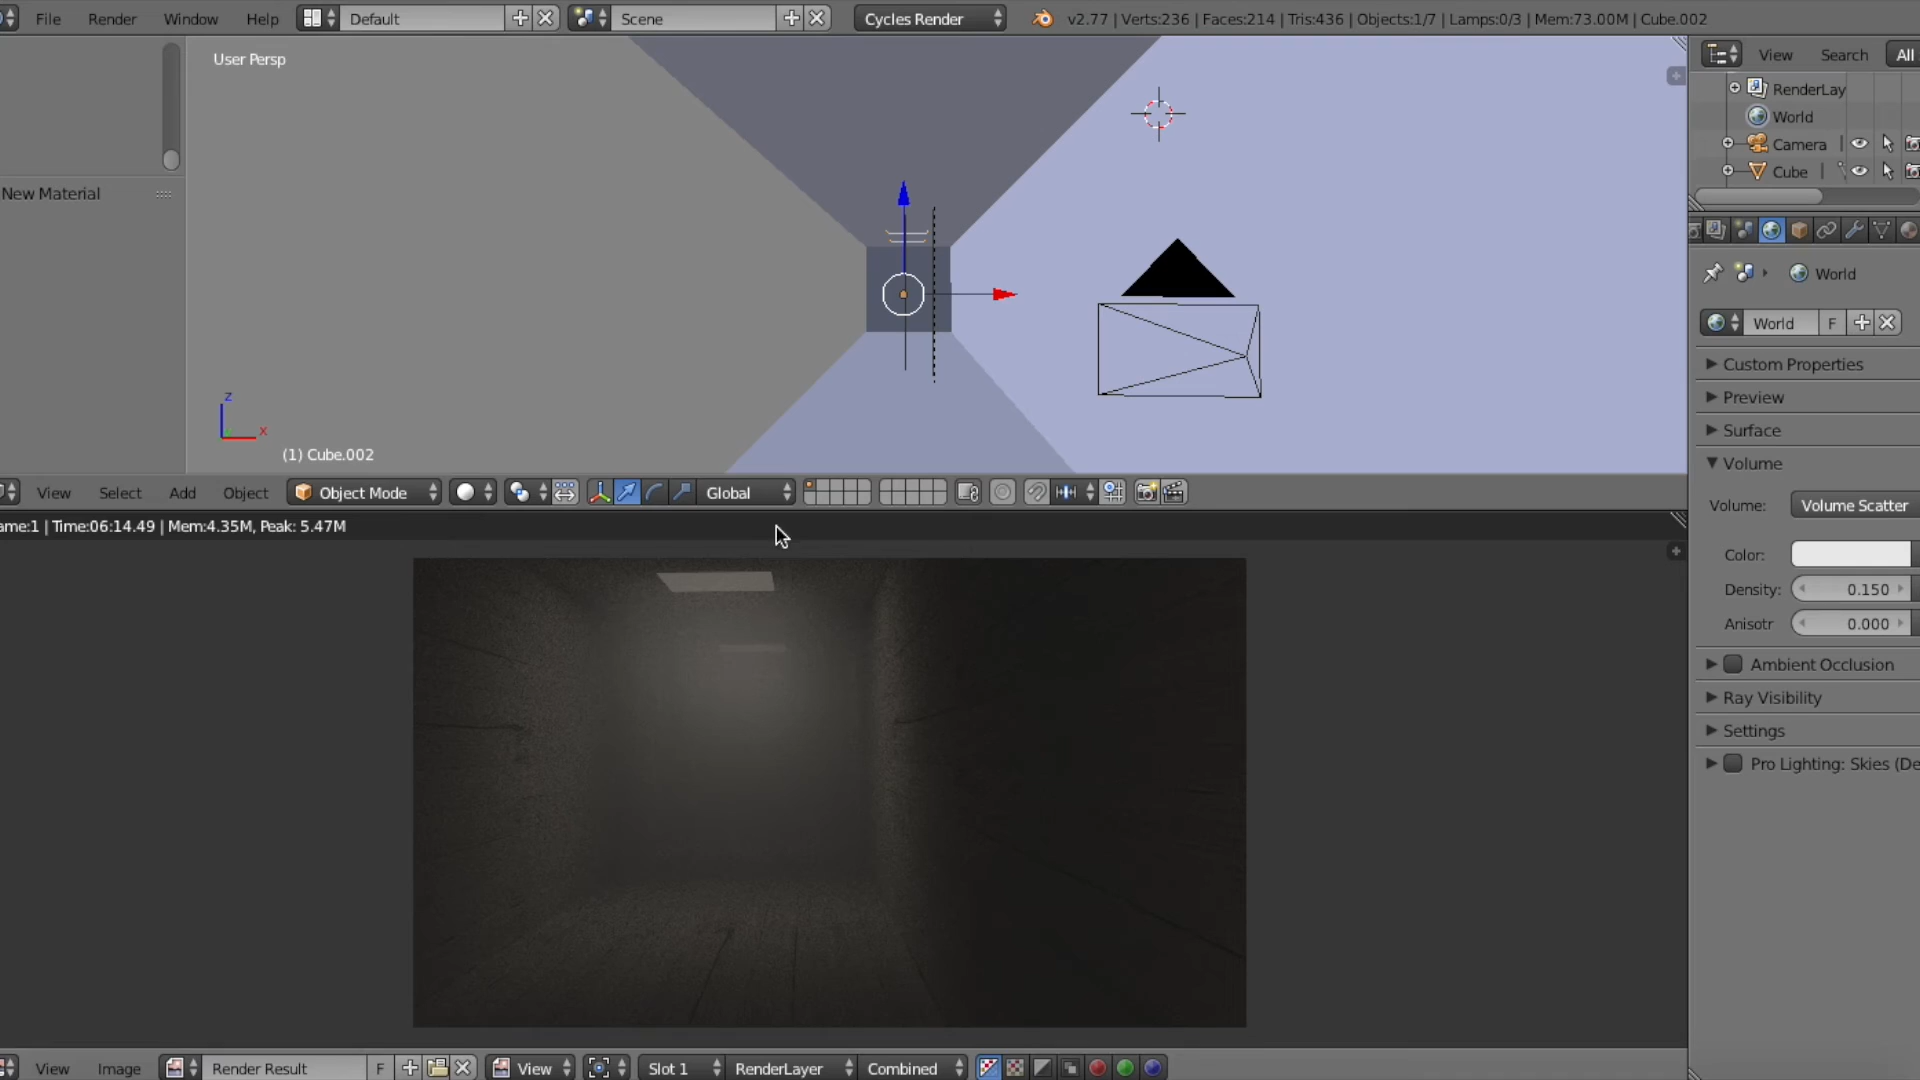 File Render Window Help Default Scene Cycles Render v2.77 | Verts:236 | Faces:214 | Tris:436 | Objects:1/7 | Lamps:0/3 | Mem:73.00M | Cube.002
User Persp
View Search All
RenderLay
World
Camera
Cube
New Material
World
World F
Custom Properties
Preview
Surface
Volume
Volume: Volume Scatter
Color:
Density: 0.150
Anisotr 0.000
Ambient Occlusion
Ray Visibility
Settings
Pro Lighting: Skies (De
z
x
(1) Cube.002
View Select Add Object Object Mode Global
ame:1 | Time:06:14.49 | Mem:4.35M, Peak: 5.47M
View Image Render Result F View Slot 1 RenderLayer Combined